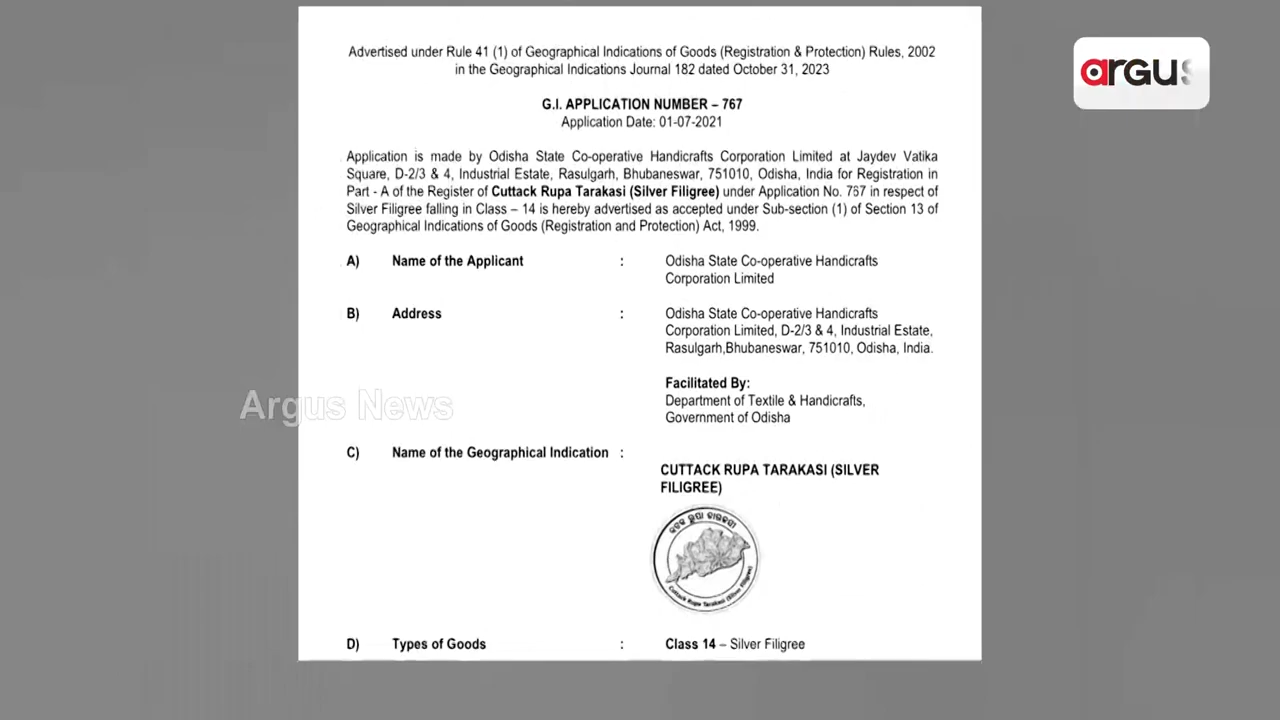 Advertised under Rule 41 (1) of Geographical Indications of Goods (Registration & Protection) Rules, 2002
in the Geographical Indications Journal 182 dated October 31, 2023
argus
G.I. APPLICATION NUMBER – 767
Application Date: 01-07-2021
Application is made by Odisha State Co-operative Handicrafts Corporation Limited at Jaydev Vatika
Square, D-2/3 & 4, Industrial Estate, Rasulgarh, Bhubaneswar, 751010, Odisha, India for Registration in
Part - A of the Register of Cuttack Rupa Tarakasi (Silver Filigree) under Application No. 767 in respect of
Silver Filigree falling in Class – 14 is hereby advertised as accepted under Sub-section (1) of Section 13 of
Geographical Indications of Goods (Registration and Protection) Act, 1999.
A) Name of the Applicant : Odisha State Co-operative Handicrafts
Corporation Limited
B) Address : Odisha State Co-operative Handicrafts
Corporation Limited, D-2/3 & 4, Industrial Estate,
Rasulgarh,Bhubaneswar, 751010, Odisha, India.
Facilitated By:
Department of Textile & Handicrafts,
Government of Odisha
Argus News
C) Name of the Geographical Indication :
CUTTACK RUPA TARAKASI (SILVER
FILIGREE)
କଟକ ରୂପା ତାରକସୀ
Cuttack Rupa Tarakasi (Silver Filigree)
D) Types of Goods : Class 14 – Silver Filigree